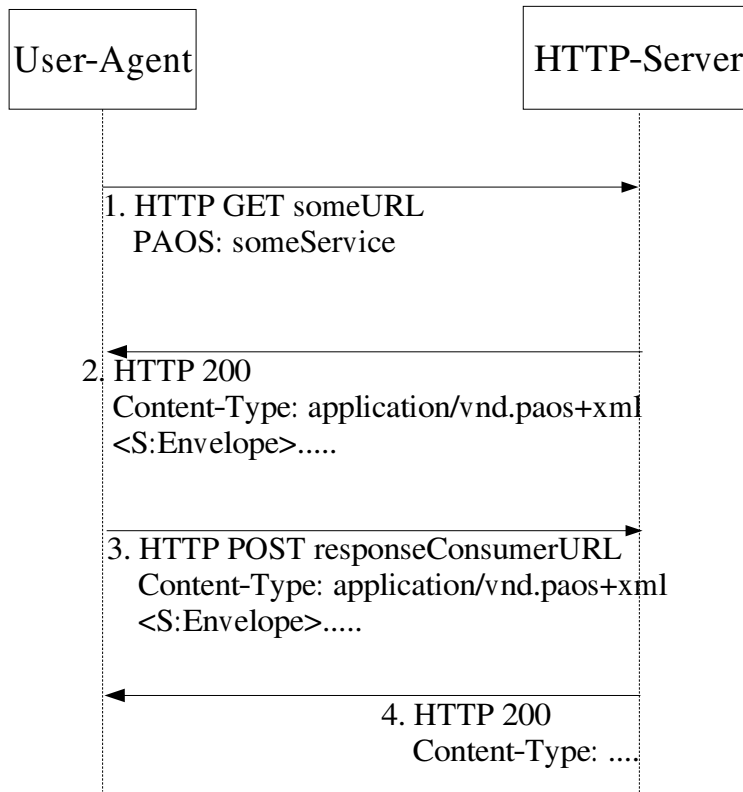 User-Agent
HTTP-Server
1. HTTP GET someURL
PAOS: someService
2. HTTP 200
Content-Type: application/vnd.paos+xml
<S:Envelope>.....
3. HTTP POST responseConsumerURL
Content-Type: application/vnd.paos+xml
<S:Envelope>.....
4. HTTP 200
Content-Type: ....